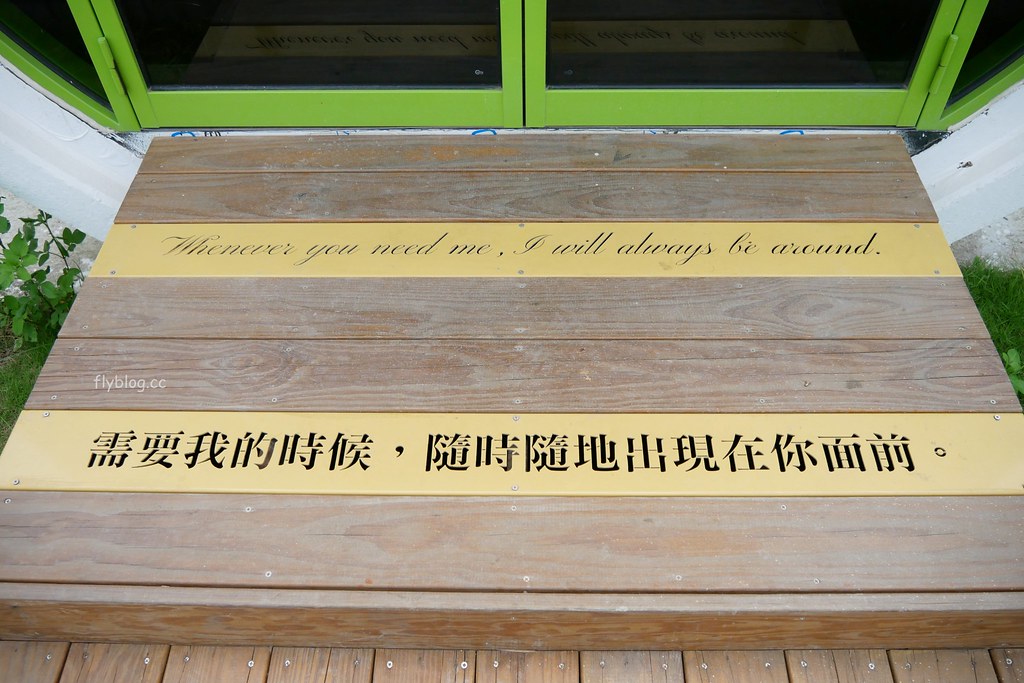 Whenever you need me, I will always be around.
flyblog.cc
需要我的時候，隨時隨地出現在你面前。